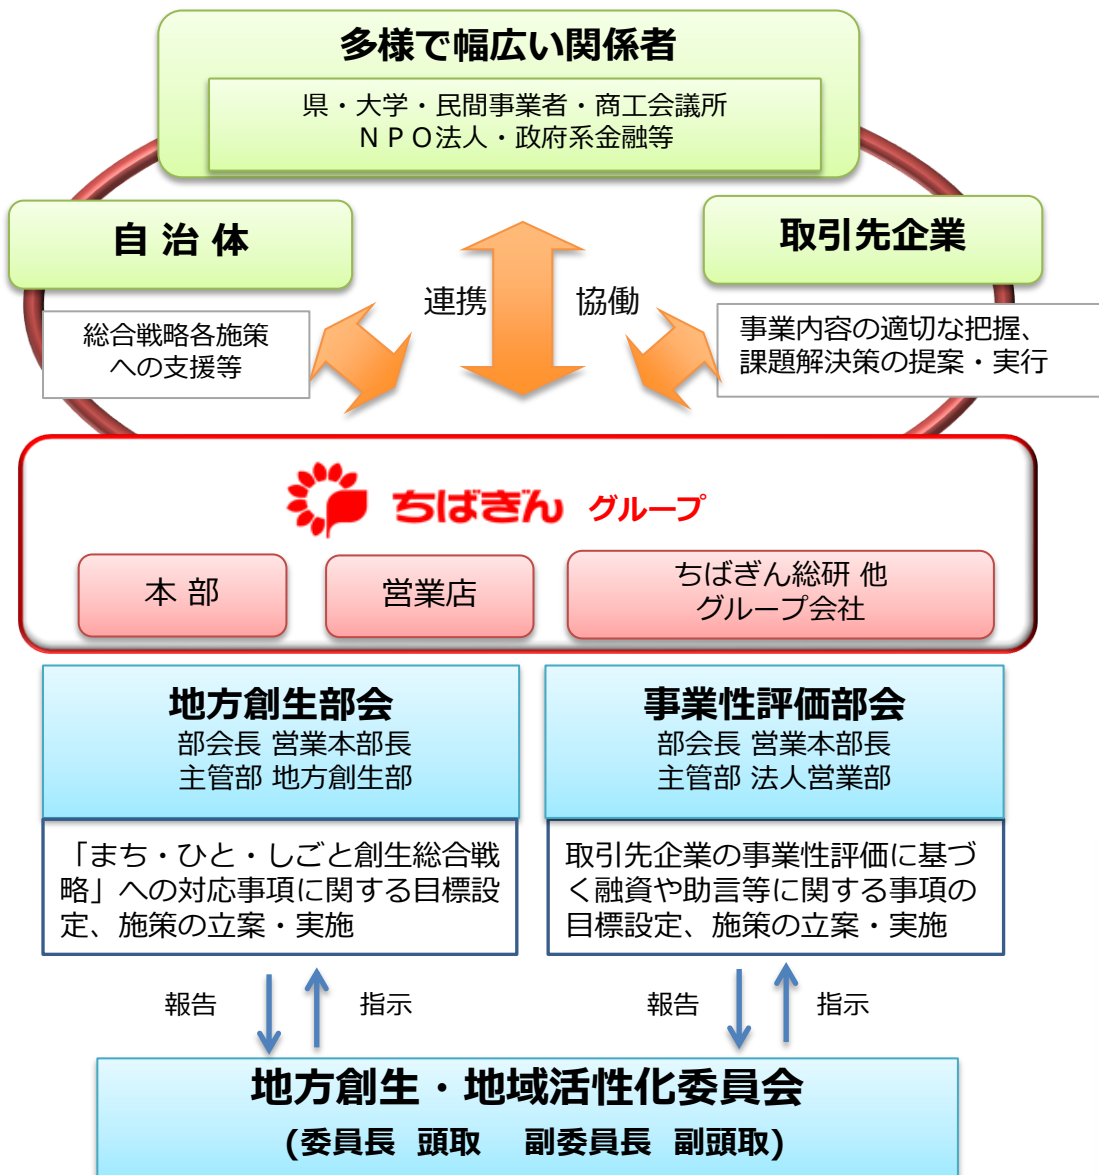 多様で幅広い関係者
県・大学・民間事業者・商工会議所
ＮＰＯ法人・政府系金融等
自 治 体
取引先企業
連携
協働
総合戦略各施策
への支援等
事業内容の適切な把握、
課題解決策の提案・実行
ちばぎん グループ
本 部
営業店
ちばぎん総研 他
グループ会社
地方創生部会
部会長 営業本部長
主管部 地方創生部
事業性評価部会
部会長 営業本部長
主管部 法人営業部
「まち・ひと・しごと創生総合戦
略」への対応事項に関する目標設
定、施策の立案・実施
取引先企業の事業性評価に基づ
く融資や助言等に関する事項の
目標設定、施策の立案・実施
報告
指示
報告
指示
地方創生・地域活性化委員会
(委員長 頭取　副委員長 副頭取)